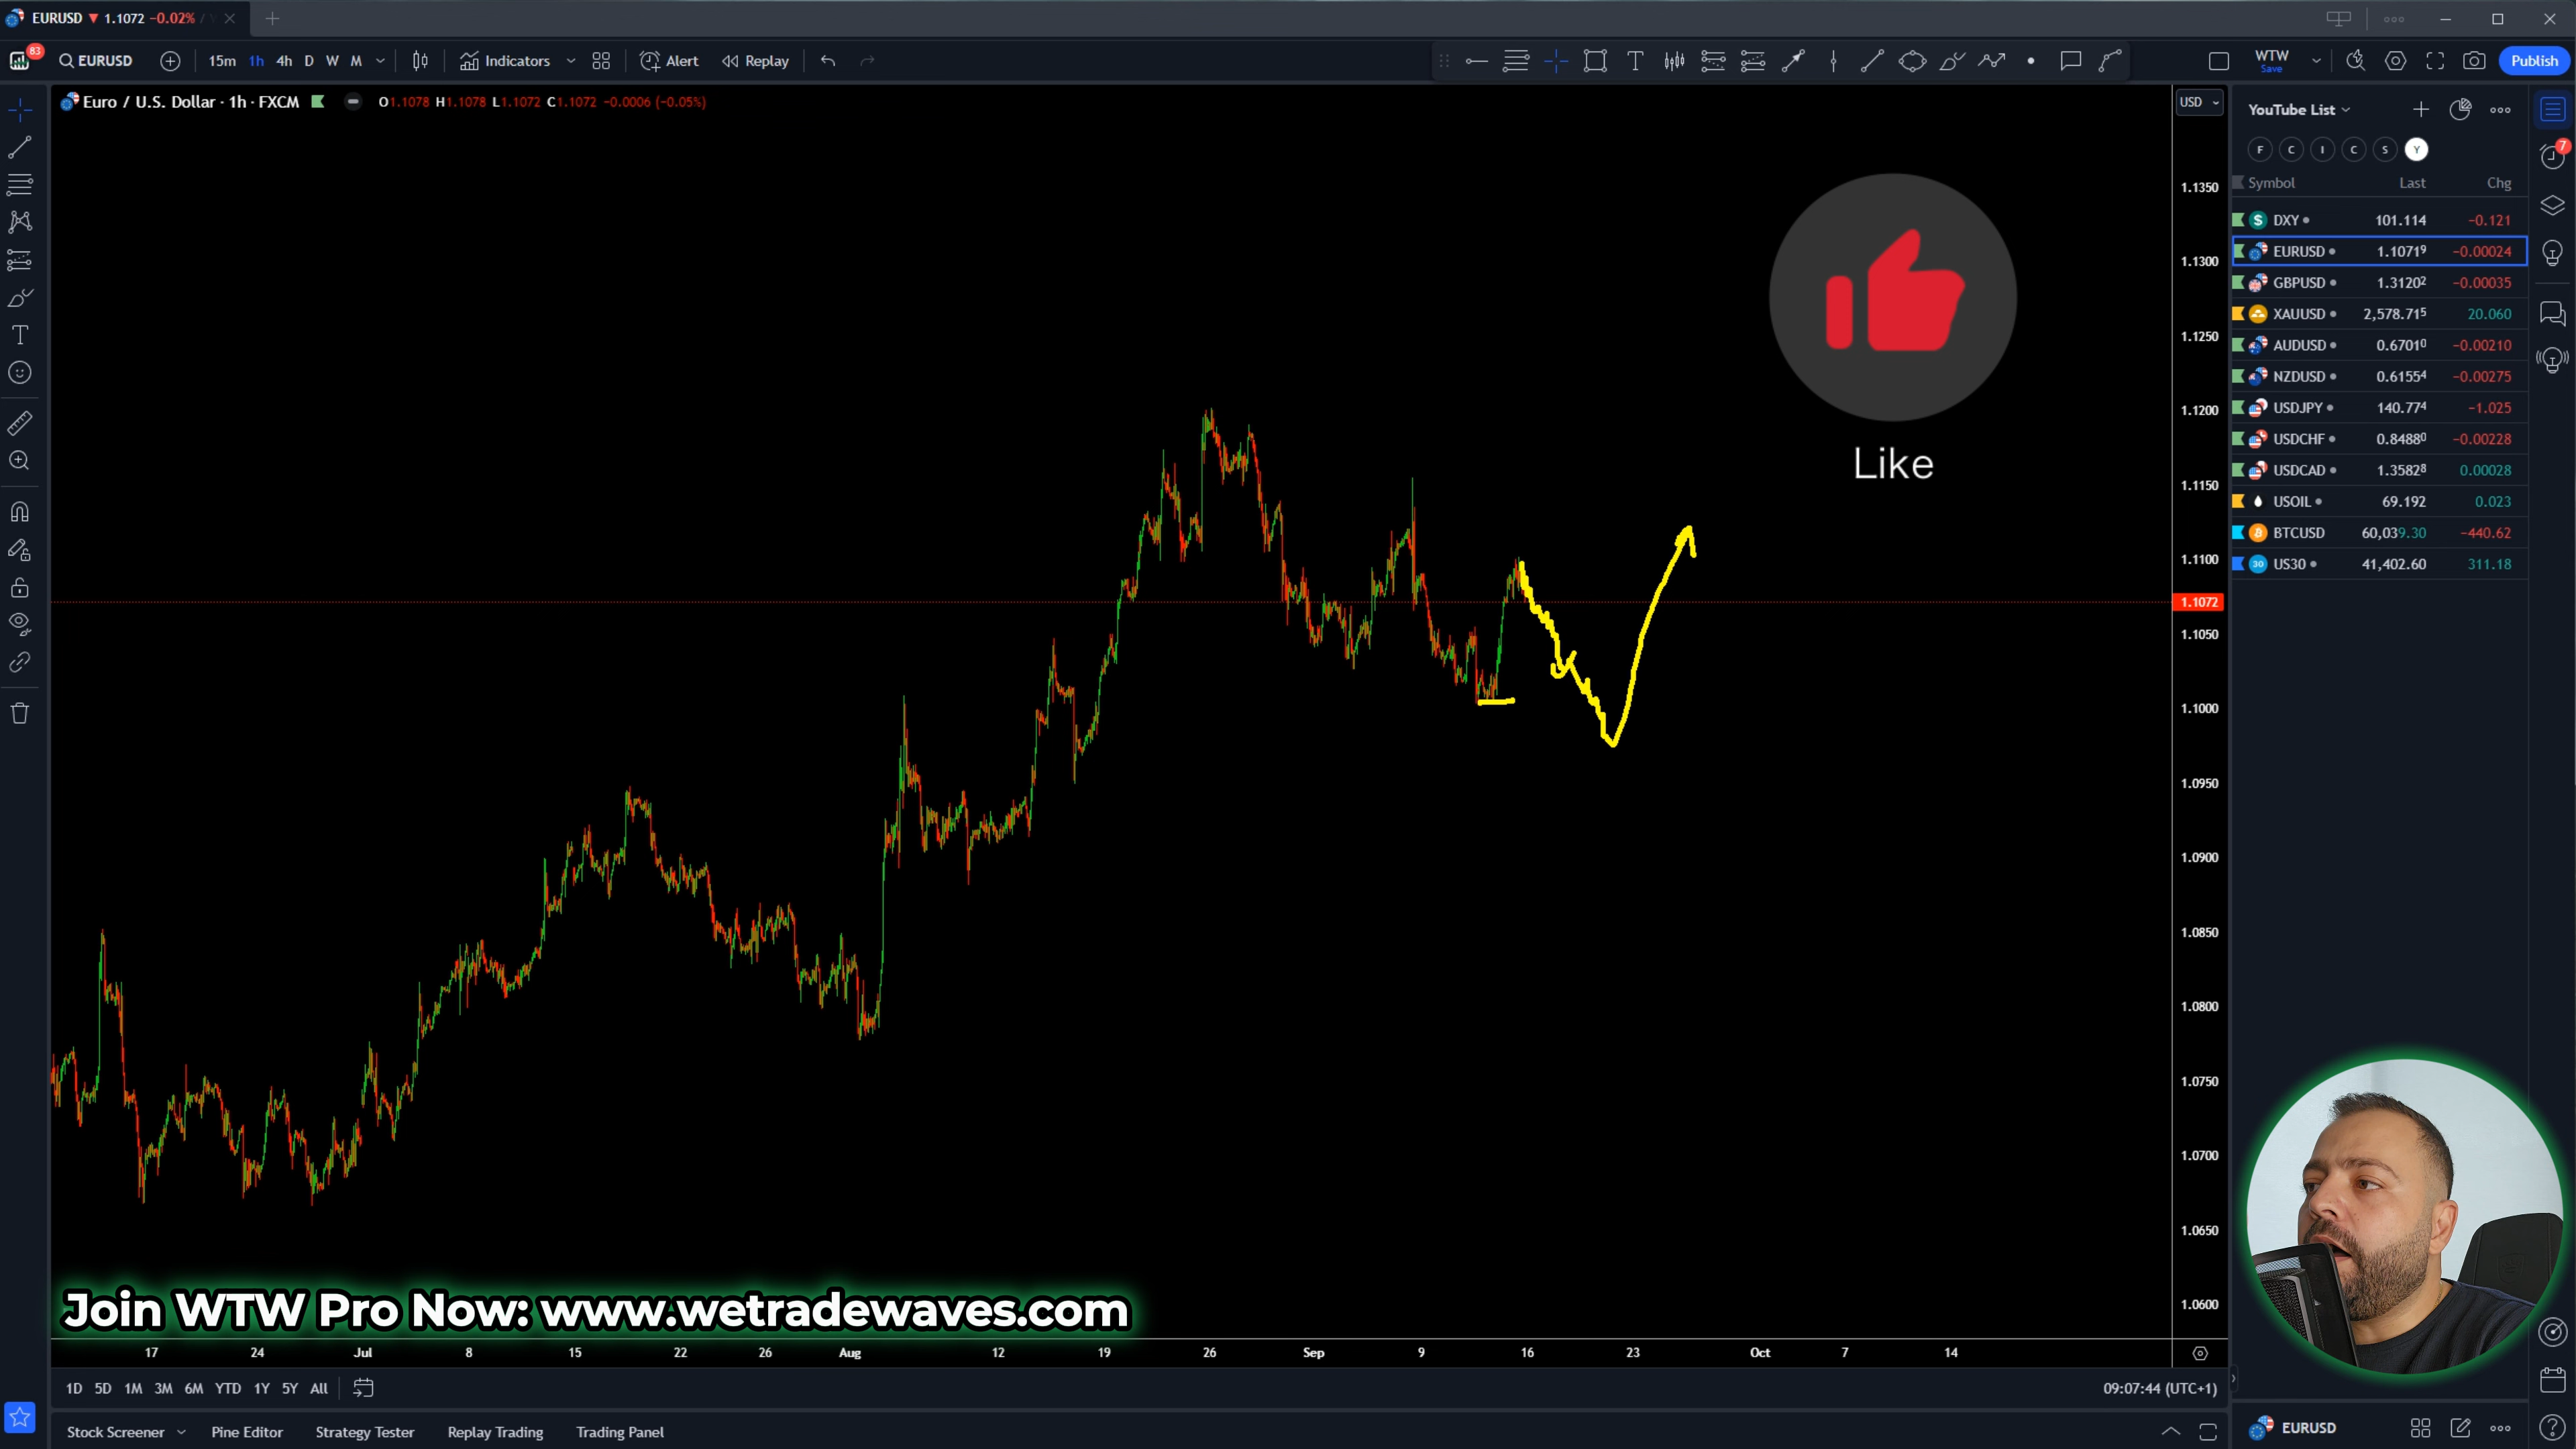 EURUSD ▼ 1.1072 −0.02% /
83
EURUSD 15m 1h 4h D W M Indicators Alert Replay WTW Save Publish
Euro / U.S. Dollar · 1h · FXCM O1.1078 H1.1078 L1.1072 C1.1072 −0.0006 (−0.05%)
USD
YouTube List
7
F C I C S Y
Symbol Last Chg
DXY 101.114 −0.121
EURUSD 1.10719 −0.00024
GBPUSD 1.31202 −0.00035
XAUUSD 2,578.715 20.060
AUDUSD 0.67010 −0.00210
NZDUSD 0.61554 −0.00275
USDJPY 140.774 −1.025
USDCHF 0.84880 −0.00228
USDCAD 1.35828 0.00028
USOIL 69.192 0.023
BTCUSD 60,039.30 −440.62
US30 41,402.60 311.18
1.1350
1.1300
1.1250
1.1200
1.1150
1.1100
1.1072
1.1050
1.1000
1.0950
1.0900
1.0850
1.0800
1.0750
1.0700
1.0650
1.0600
Like
Join WTW Pro Now: www.wetradewaves.com
17 24 Jul 8 15 22 26 Aug 12 19 26 Sep 9 16 23 Oct 7 14
1D 5D 1M 3M 6M YTD 1Y 5Y All 09:07:44 (UTC+1)
Stock Screener Pine Editor Strategy Tester Replay Trading Trading Panel EURUSD